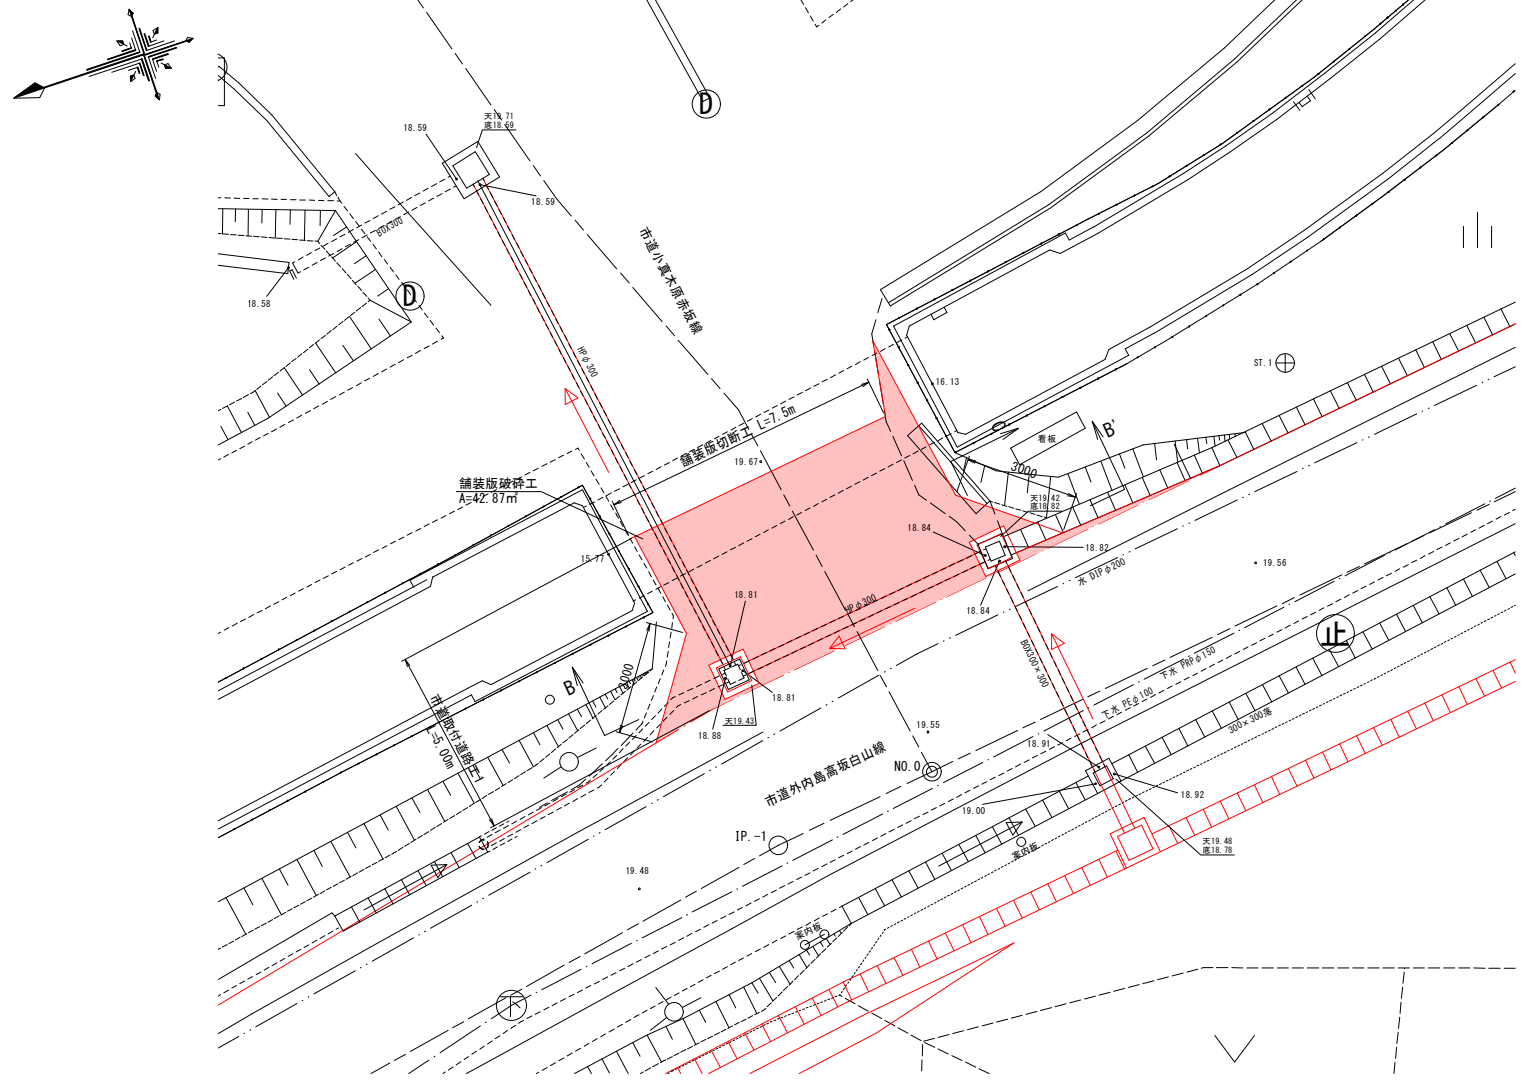 D
天19.71
底18.59
18.59
18.59
BOX300
市道小真木原赤坂線
18.58
D
HPφ300
ST.1
16.13
舗装版切断工 L=7.5m
19.67
看板
B'
3000
舗装版破砕工
A=42.87㎡
天19.42
底18.82
18.84
18.82
15.77
水 DIPφ200
19.56
18.81
HPφ300
18.84
止
BOX300×300
下水 PRPφ150
B
18.81
天19.43
18.88
下水 PEφ100
300×300落
市道取付道路工1
L=5.00m
19.55
18.91
市道外内島高坂白山線
NO.0
18.92
19.00
IP.-1
案内板
天19.48
底18.78
19.48
案内板
下